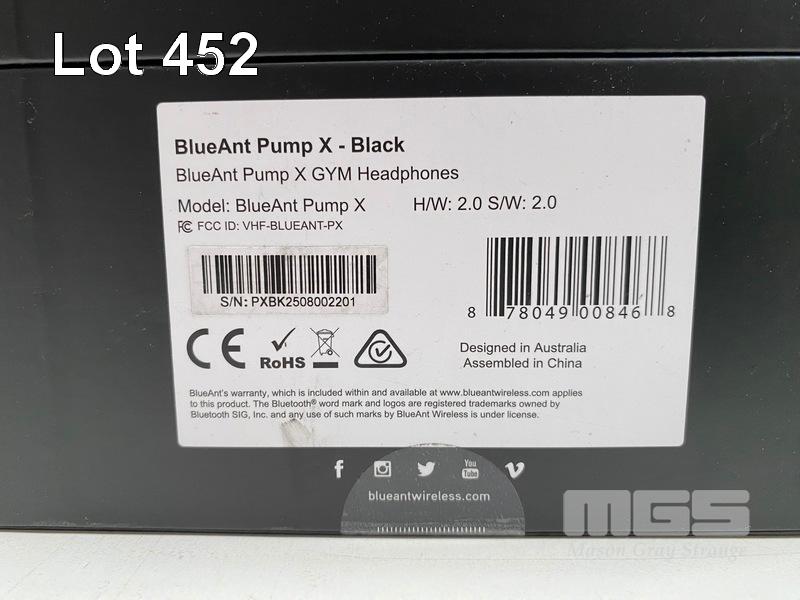 Lot 452
BlueAnt Pump X - Black
BlueAnt Pump X GYM Headphones
Model: BlueAnt Pump X H/W: 2.0 S/W: 2.0
FC FCC ID: VHF-BLUEANT-PX
S/N: PXBK2508002201
8 78049 00846 8
CE RoHS
Designed in Australia
Assembled in China
BlueAnt's warranty, which is included within and available at www.blueantwireless.com applies
to this product. The Bluetooth® word mark and logos are registered trademarks owned by
Bluetooth SIG, Inc. and any use of such marks by BlueAnt Wireless is under license.
f You Tube
blueantwireless.com
MGS
Mason Gray Strange